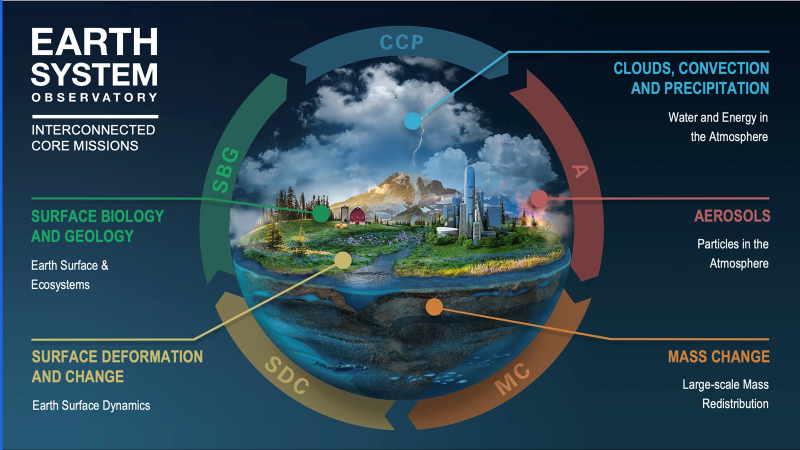 EARTH
SYSTEM
OBSERVATORY
INTERCONNECTED
CORE MISSIONS
CCP
CLOUDS, CONVECTION
AND PRECIPITATION
Water and Energy in
the Atmosphere
SBG
A
SURFACE BIOLOGY
AND GEOLOGY
Earth Surface &
Ecosystems
AEROSOLS
Particles in the
Atmosphere
SURFACE DEFORMATION
AND CHANGE
Earth Surface Dynamics
SDC
MC
MASS CHANGE
Large-scale Mass
Redistribution